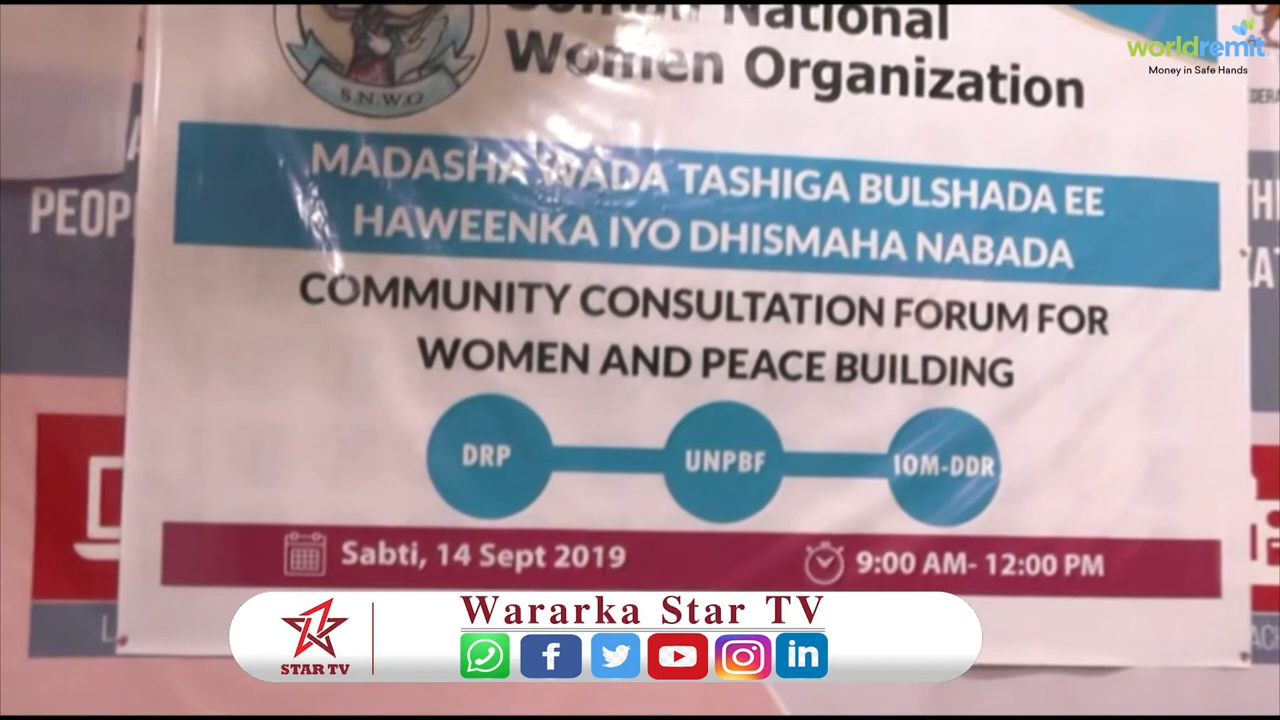 National
Women Organization
worldremit
Money in Safe Hands
S.N.W.O
MADASHA WADA TASHIGA BULSHADA EE
HAWEENKA IYO DHISMAHA NABADA
PEOP
COMMUNITY CONSULTATION FORUM FOR
WOMEN AND PEACE BUILDING
DRP
UNPBF
IOM-DDR
Sabti, 14 Sept 2019
9:00 AM- 12:00 PM
Wararka Star TV
STAR TV